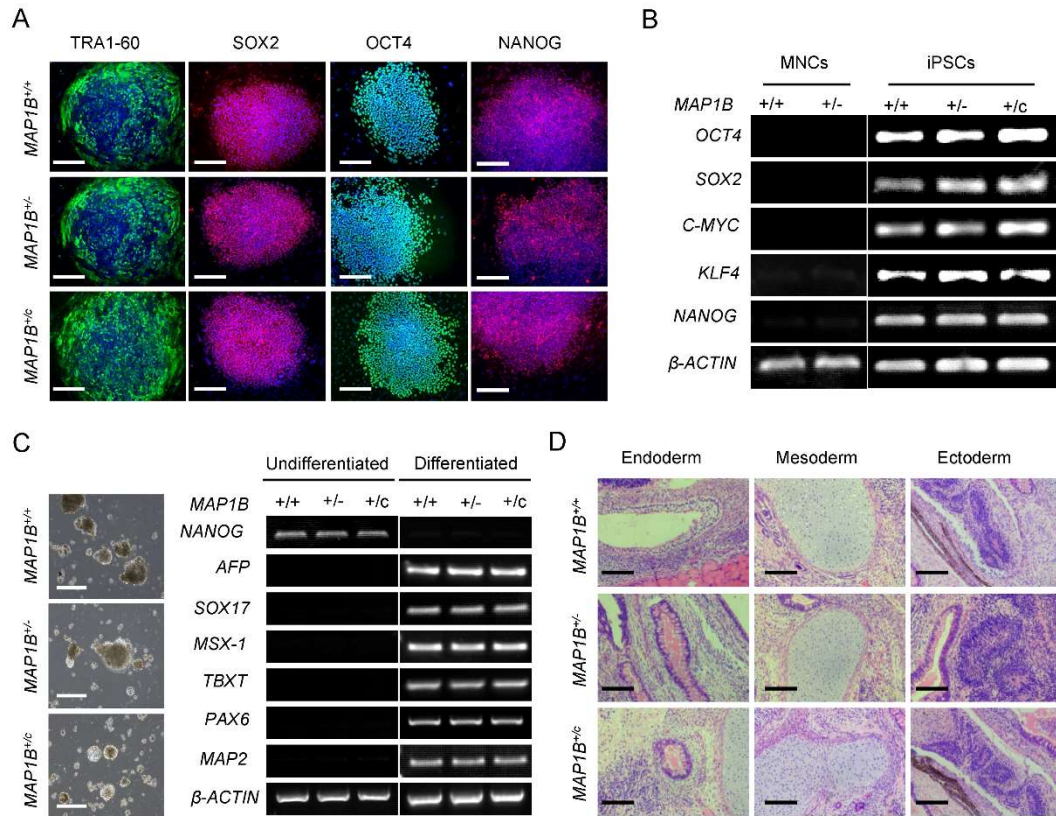 A
TRA1-60 SOX2 OCT4 NANOG
MAP1B+/+
MAP1B+/-
MAP1B+/c
B
MNCs iPSCs
MAP1B +/+ +/- +/+ +/- +/c
OCT4
SOX2
C-MYC
KLF4
NANOG
β-ACTIN
C
Undifferentiated Differentiated
MAP1B +/+ +/- +/c +/+ +/- +/c
NANOG
AFP
SOX17
MSX-1
TBXT
PAX6
MAP2
β-ACTIN
MAP1B+/+
MAP1B+/-
MAP1B+/c
D
Endoderm Mesoderm Ectoderm
MAP1B+/+
MAP1B+/-
MAP1B+/c